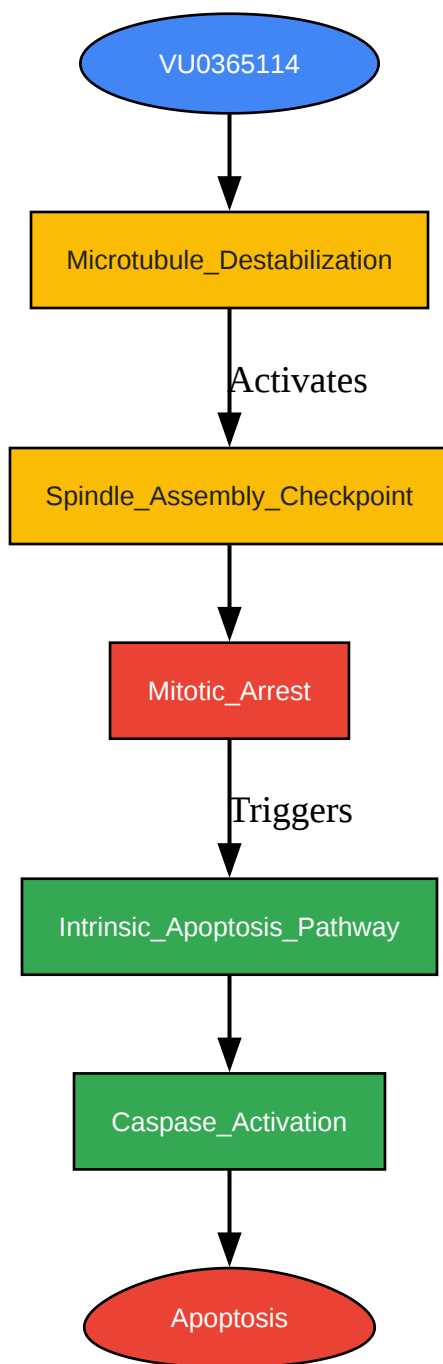 VU0365114
Microtubule_Destabilization
Activates
Spindle_Assembly_Checkpoint
Mitotic_Arrest
Triggers
Intrinsic_Apoptosis_Pathway
Caspase_Activation
Apoptosis